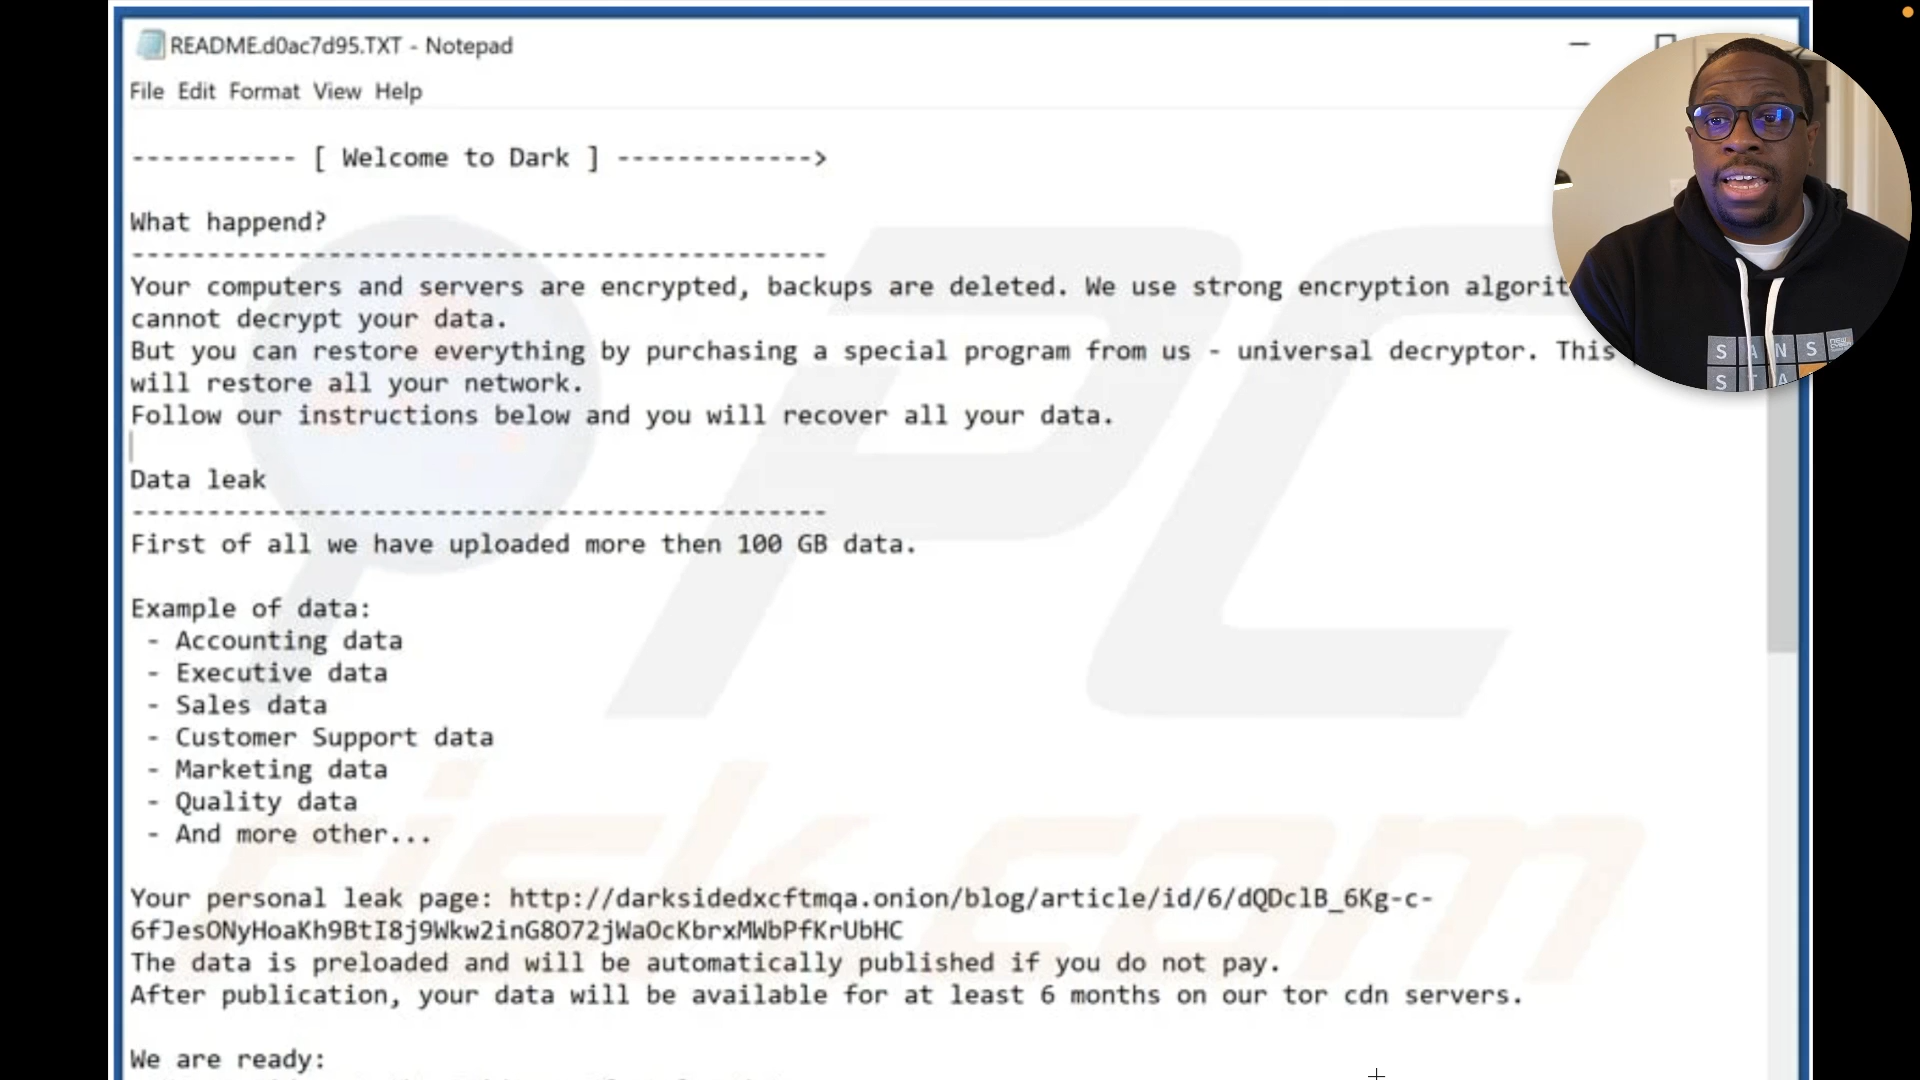 README.d0ac7d95.TXT - Notepad
File Edit Format View Help
----------- [ Welcome to Dark ] ------------->
What happend?
----------------------------------------------
Your computers and servers are encrypted, backups are deleted. We use strong encryption algorit
cannot decrypt your data.
But you can restore everything by purchasing a special program from us - universal decryptor. This
will restore all your network.
Follow our instructions below and you will recover all your data.
Data leak
----------------------------------------------
First of all we have uploaded more then 100 GB data.
Example of data:
- Accounting data
- Executive data
- Sales data
- Customer Support data
- Marketing data
- Quality data
- And more other...
Your personal leak page: http://darksidedxcftmqa.onion/blog/article/id/6/dQDclB_6Kg-c-
6fJesONyHoaKh9BtI8j9Wkw2inG8O72jWaOcKbrxMWbPfKrUbHC
The data is preloaded and will be automatically published if you do not pay.
After publication, your data will be available for at least 6 months on our tor cdn servers.
We are ready:
PC
risk.com
SANS
STA